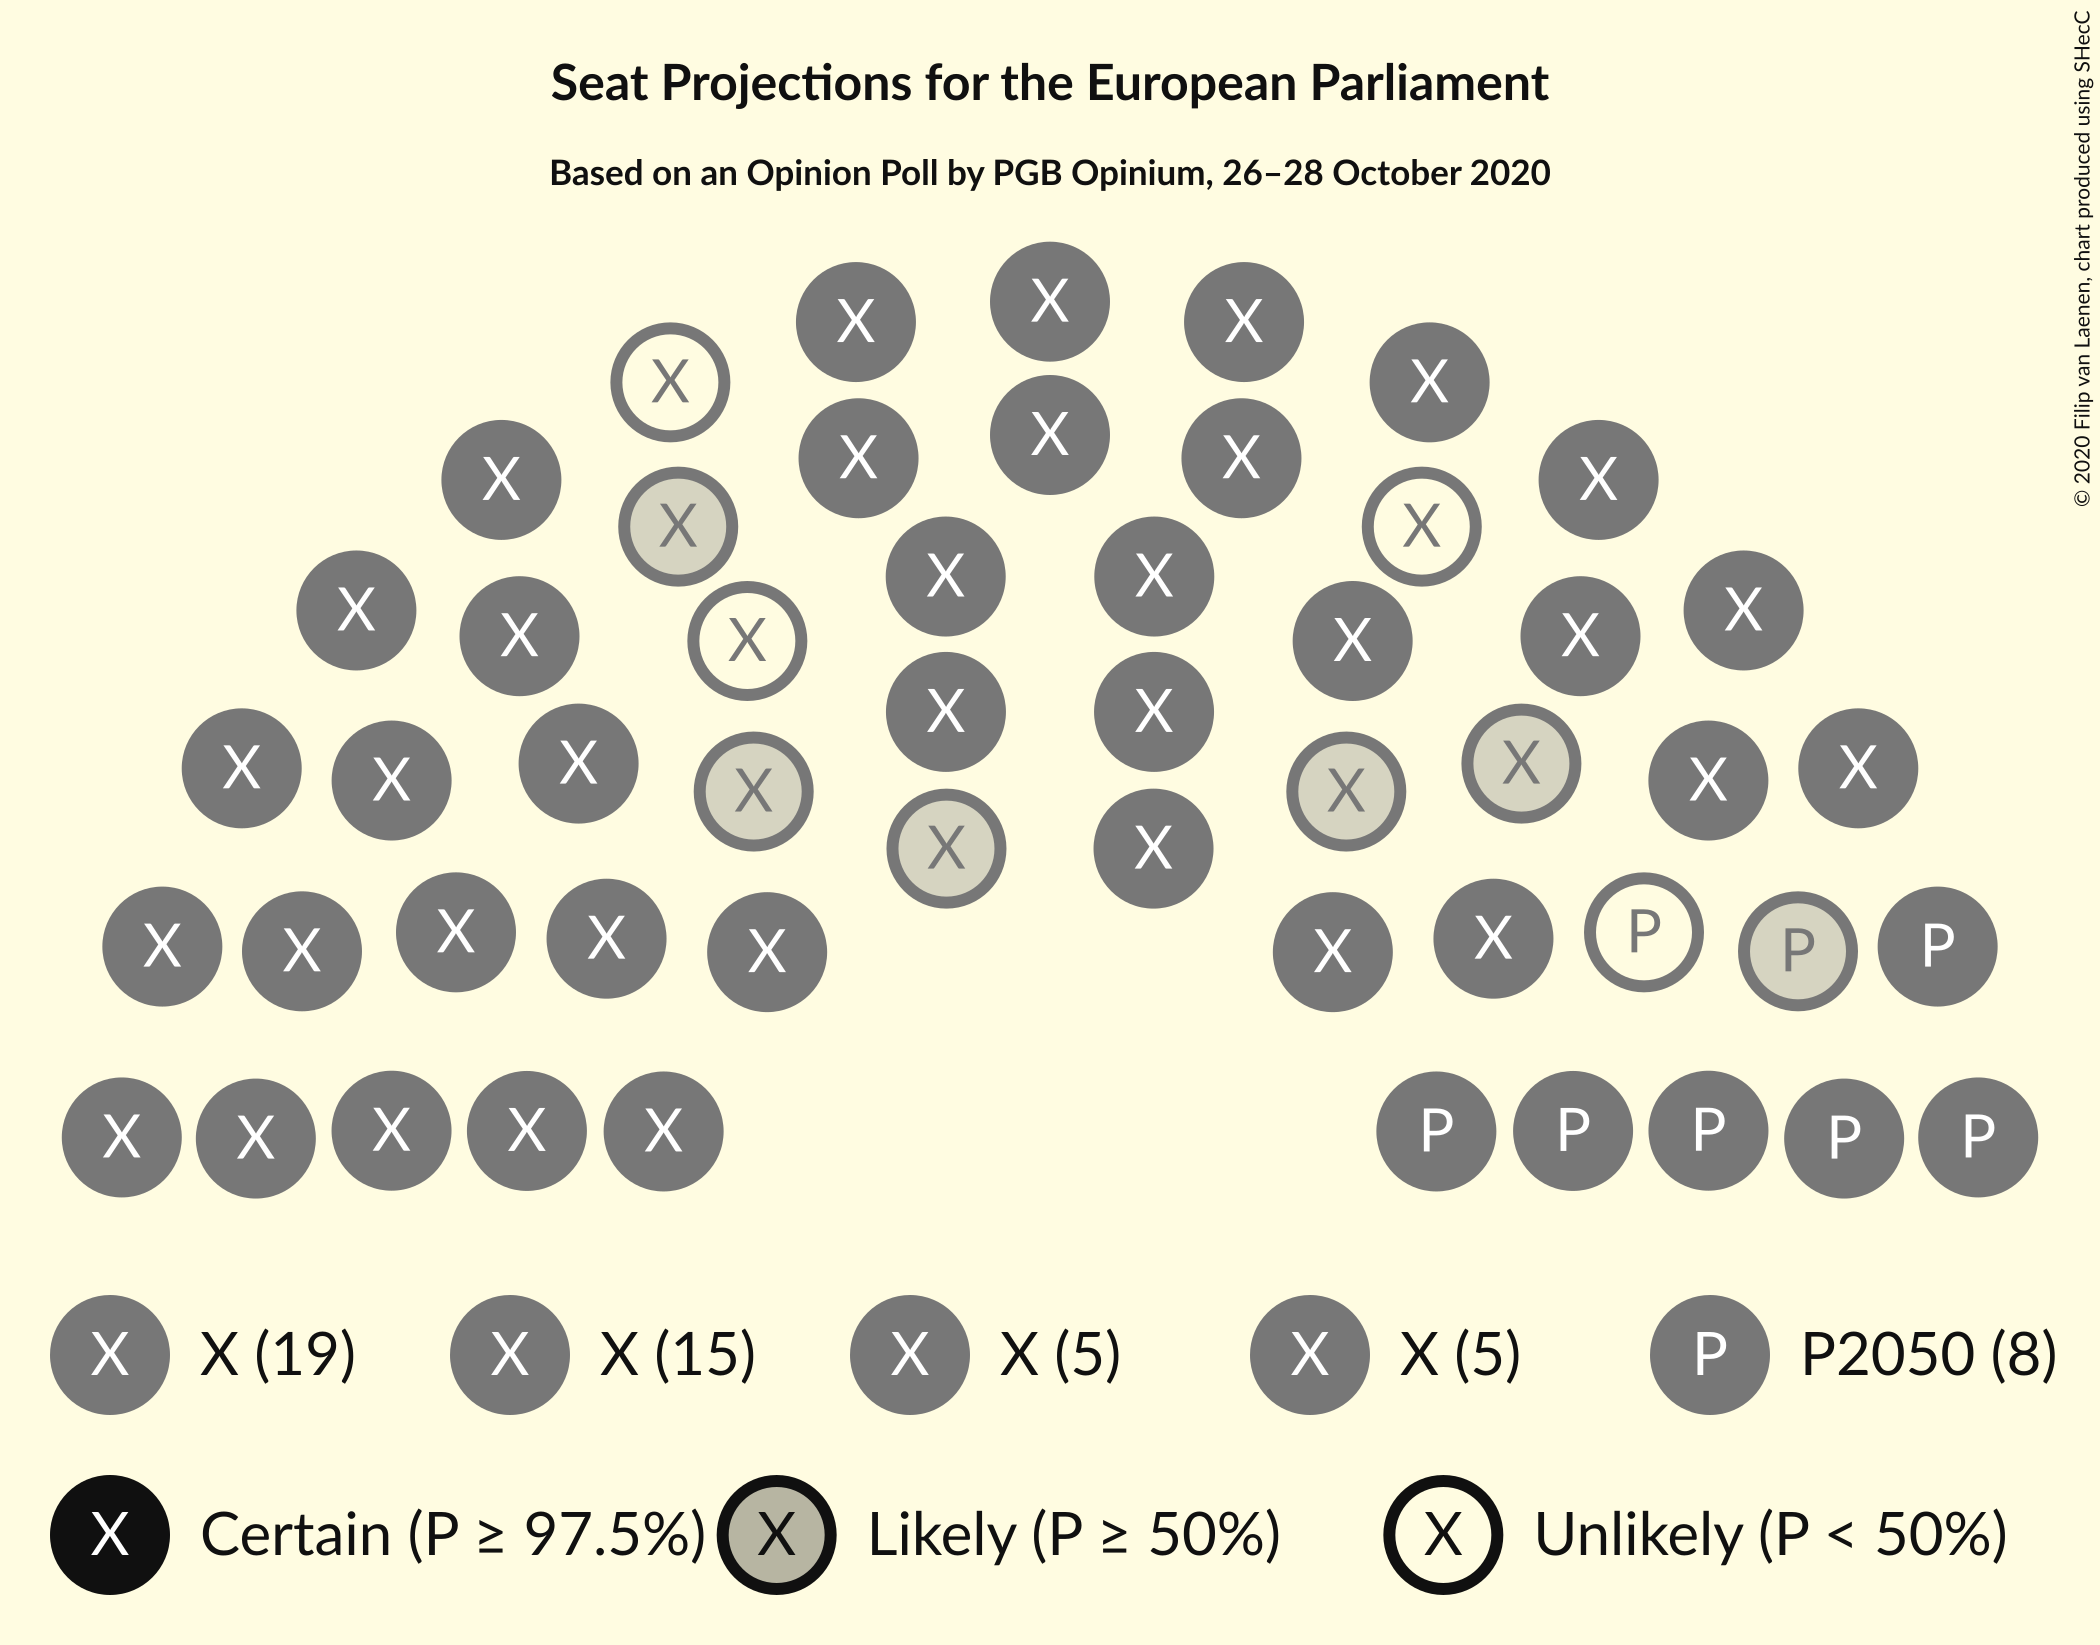 Seat Projections for the European Parliament
Based on an Opinion Poll by PGB Opinium, 26–28 October 2020
© 2020 Filip van Laenen, chart produced using SHecC
X
X X
X X
X
X X X
X X
X X
X X
X X
X X
X X
X X
X X
X X
X X
X X X X
X X
X X
X X P
X X P
X X P
X X X X P P P
X X X P P
X X (19) X X (15) X X (5) X X (5) P P2050 (8)
X Certain (P ≥ 97.5%) X Likely (P ≥ 50%) X Unlikely (P < 50%)